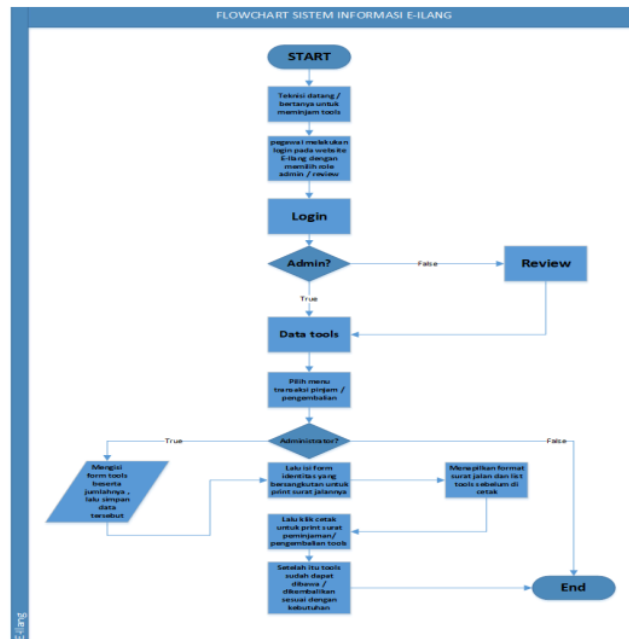 FLOWCHART SISTEM INFORMASI E-ILANG
START
Teknisi datang /
bertanya untuk
meminjam tools
pegawai melakukan
login pada website
E-Ilang dengan
memilih role
admin / review
Login
Admin?
False
Review
True
Data tools
Pilih menu
transaksi pinjam /
pengembalian
True
Administrator?
False
Mengisi
form tools
beserta
jumlahnya ,
lalu simpan
data
tersebut
Lalu isi form
identitas yang
bersangkutan untuk
print surat jalannya
Menapilkan format
surat jalan dan list
tools sebelum di
cetak
Lalu klik cetak
untuk print surat
peminjaman/
pengembalian tools
Setelah itu tools
sudah dapat
dibawa /
dikembalikan
sesuai dengan
kebutuhan
End
E-Ilang